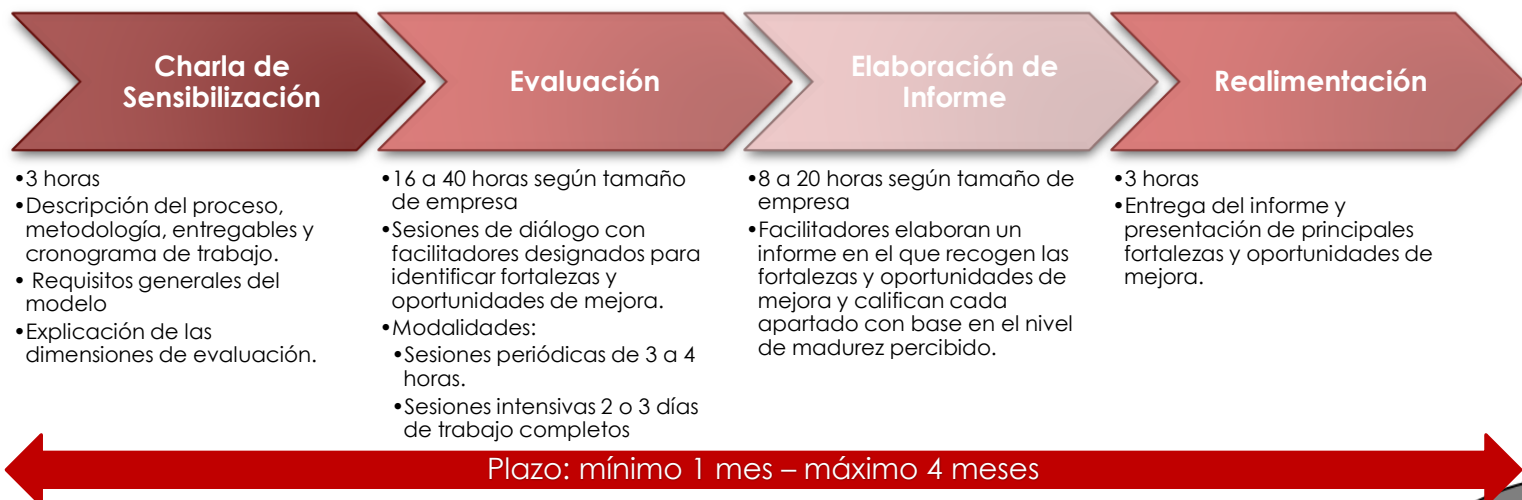 Charla de
Sensibilización
Evaluación
Elaboración de
Informe
Realimentación
•3 horas
•Descripción del proceso,
metodología, entregables y
cronograma de trabajo.
• Requisitos generales del
modelo
•Explicación de las
dimensiones de evaluación.
•16 a 40 horas según tamaño
de empresa
•Sesiones de diálogo con
facilitadores designados para
identificar fortalezas y
oportunidades de mejora.
•Modalidades:
•Sesiones periódicas de 3 a 4
horas.
•Sesiones intensivas 2 o 3 días
de trabajo completos
•8 a 20 horas según tamaño de
empresa
•Facilitadores elaboran un
informe en el que recogen las
fortalezas y oportunidades de
mejora y califican cada
apartado con base en el nivel
de madurez percibido.
•3 horas
•Entrega del informe y
presentación de principales
fortalezas y oportunidades de
mejora.
Plazo: mínimo 1 mes – máximo 4 meses